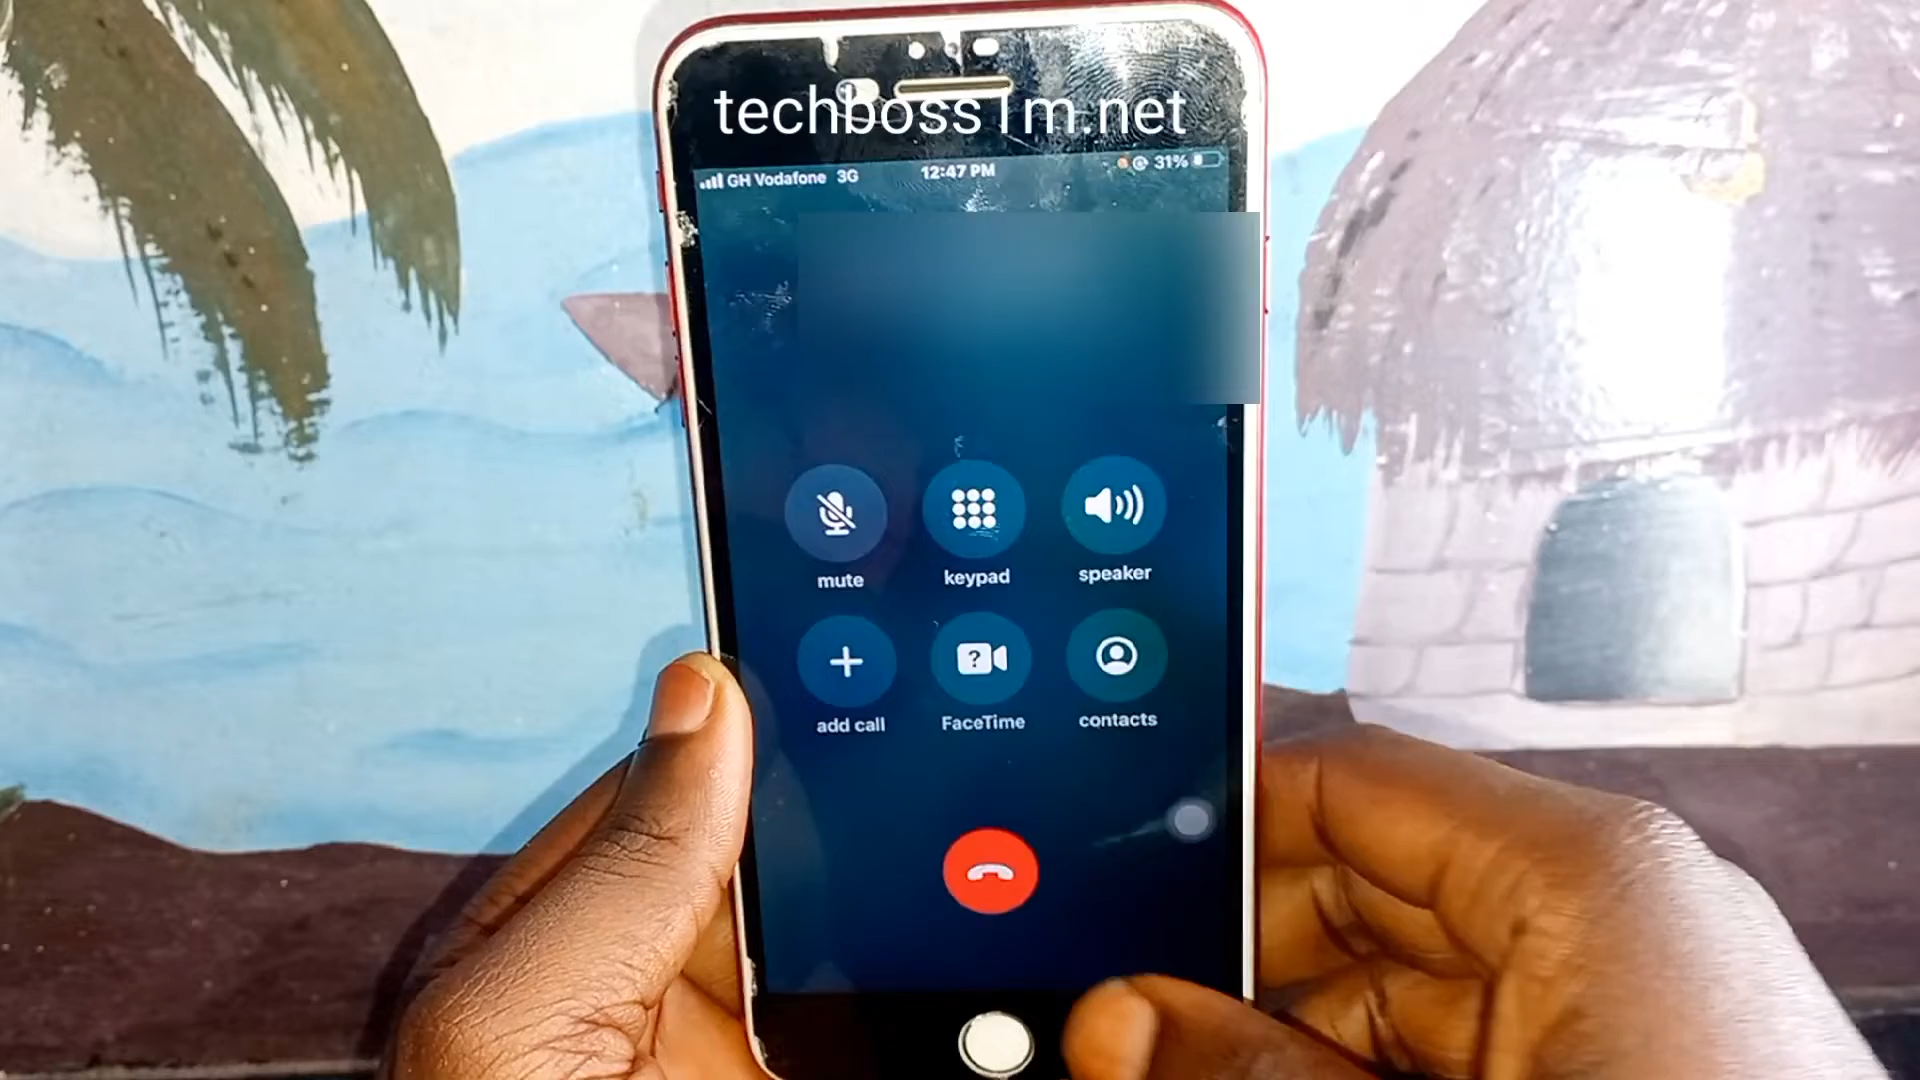 techboss1m.net
GH Vodafone 3G 12:47 PM 31%
mute keypad speaker
add call FaceTime contacts